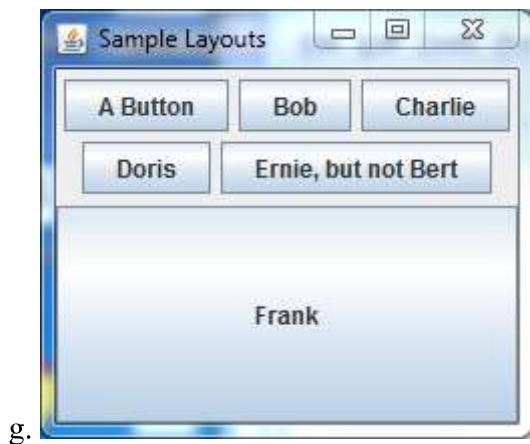 Sample Layouts
A Button Bob Charlie
Doris Ernie, but not Bert
Frank
g.